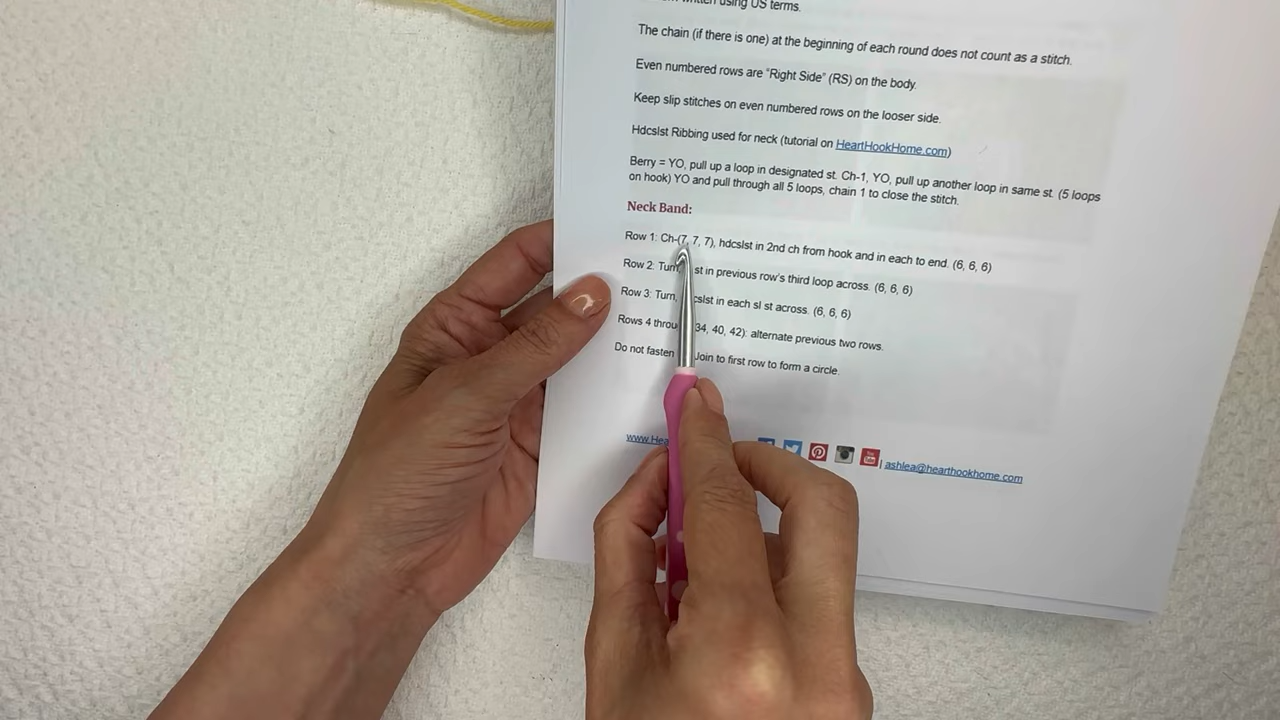 written using US terms.
The chain (if there is one) at the beginning of each round does not count as a stitch.
Even numbered rows are "Right Side" (RS) on the body.
Keep slip stitches on even numbered rows on the looser side.
Hdcslst Ribbing used for neck (tutorial on HeartHookHome.com)
Berry = YO, pull up a loop in designated st. Ch-1, YO, pull up another loop in same st. (5 loops
on hook) YO and pull through all 5 loops, chain 1 to close the stitch.
Neck Band:
Row 1: Ch-(7, 7, 7), hdcslst in 2nd ch from hook and in each to end. (6, 6, 6)
Row 2: Turn st in previous row's third loop across. (6, 6, 6)
Row 3: Turn, cslst in each sl st across. (6, 6, 6)
Rows 4 throu 34, 40, 42): alternate previous two rows.
Do not fasten Join to first row to form a circle.
www.Hea | ashlea@hearthookhome.com